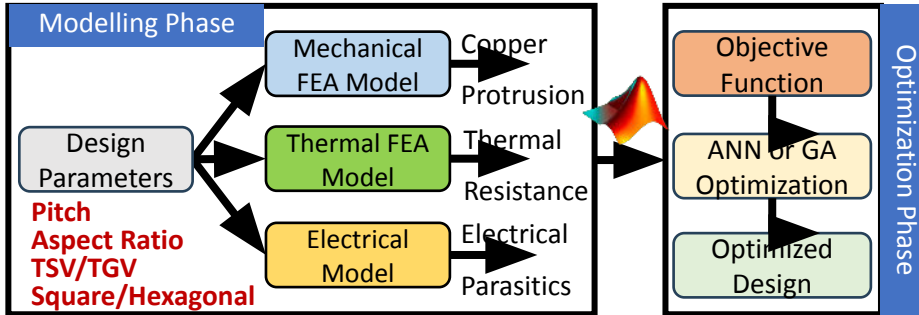 Modelling Phase
Design
Parameters
Pitch
Aspect Ratio
TSV/TGV
Square/Hexagonal
Mechanical
FEA Model
Copper
Protrusion
Thermal FEA
Model
Thermal
Resistance
Electrical Model
Electrical
Parasitics
Objective
Function
ANN or GA
Optimization
Optimized
Design
Optimization Phase